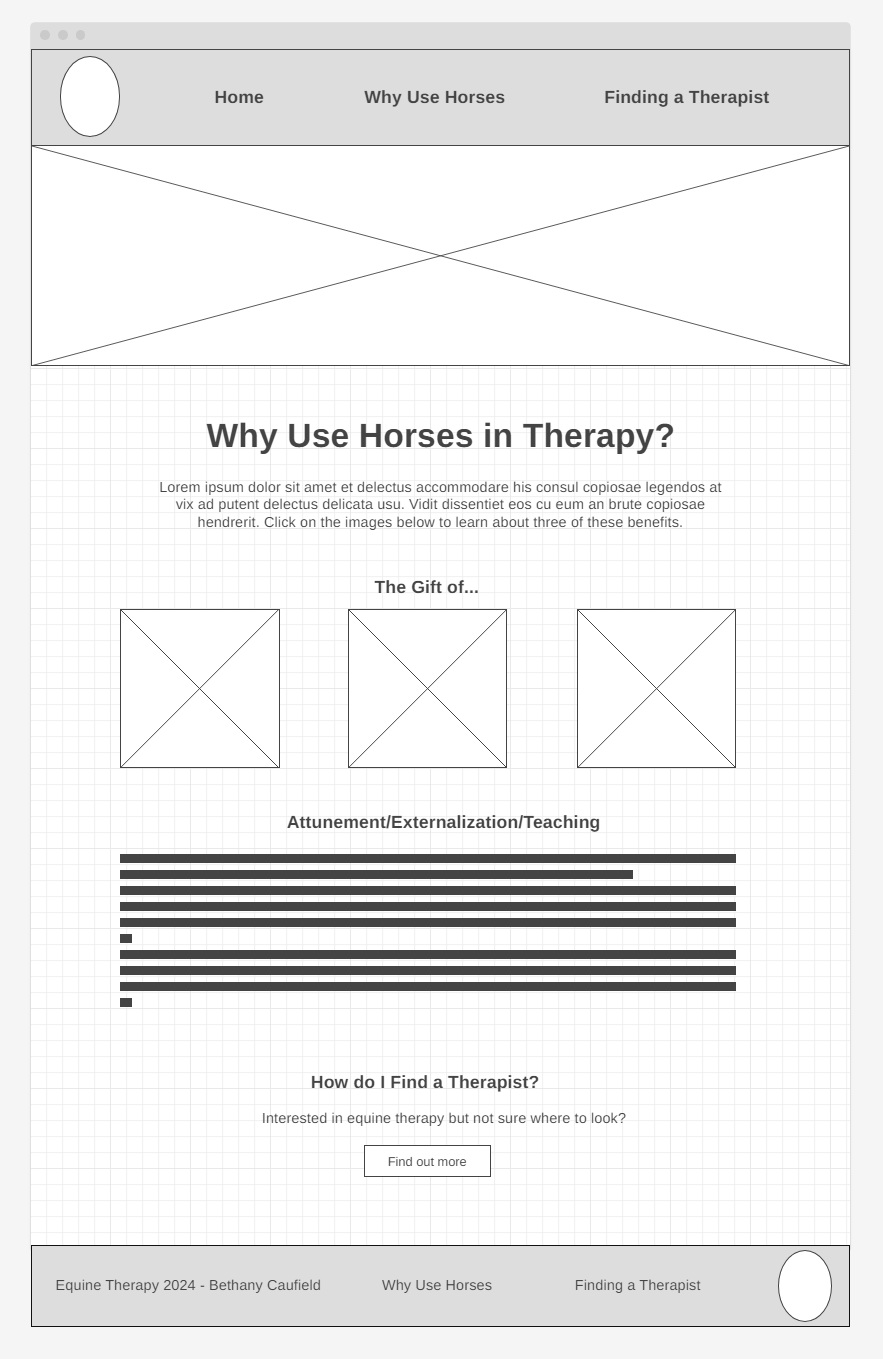 Home Why Use Horses Finding a Therapist
Why Use Horses in Therapy?
Lorem ipsum dolor sit amet et delectus accommodare his consul copiosae legendos at
vix ad putent delectus delicata usu. Vidit dissentiet eos cu eum an brute copiosae
hendrerit. Click on the images below to learn about three of these benefits.
The Gift of...
Attunement/Externalization/Teaching
How do I Find a Therapist?
Interested in equine therapy but not sure where to look?
Find out more
Equine Therapy 2024 - Bethany Caufield Why Use Horses Finding a Therapist